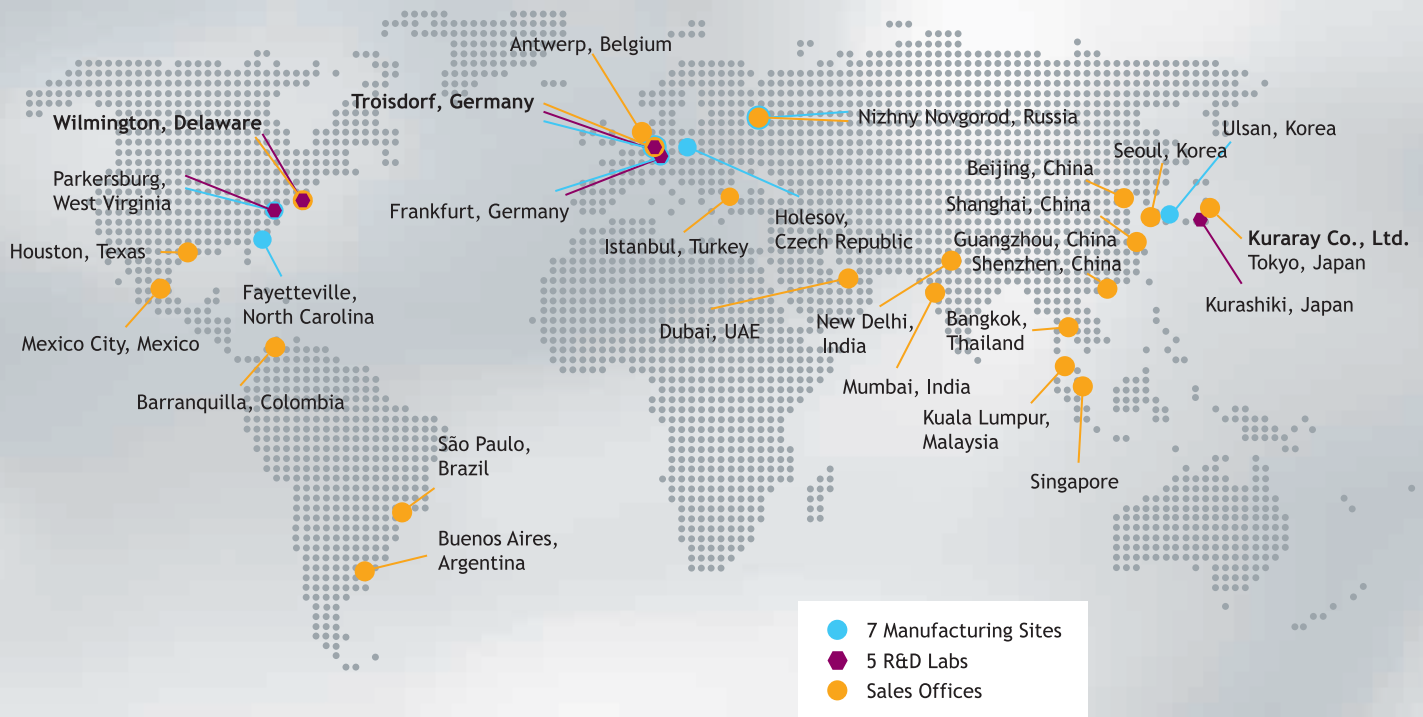 Antwerp, Belgium
Troisdorf, Germany
Wilmington, Delaware
Nizhny Novgorod, Russia
Ulsan, Korea
Seoul, Korea
Beijing, China
Parkersburg,
West Virginia
Shanghai, China
Frankfurt, Germany
Holesov,
Czech Republic
Istanbul, Turkey
Guangzhou, China
Shenzhen, China
Kuraray Co., Ltd.
Tokyo, Japan
Houston, Texas
Fayetteville,
North Carolina
Kurashiki, Japan
Mexico City, Mexico
Dubai, UAE
New Delhi,
India
Bangkok,
Thailand
Mumbai, India
Barranquilla, Colombia
Kuala Lumpur,
Malaysia
São Paulo,
Brazil
Singapore
Buenos Aires,
Argentina
7 Manufacturing Sites
5 R&D Labs
Sales Offices